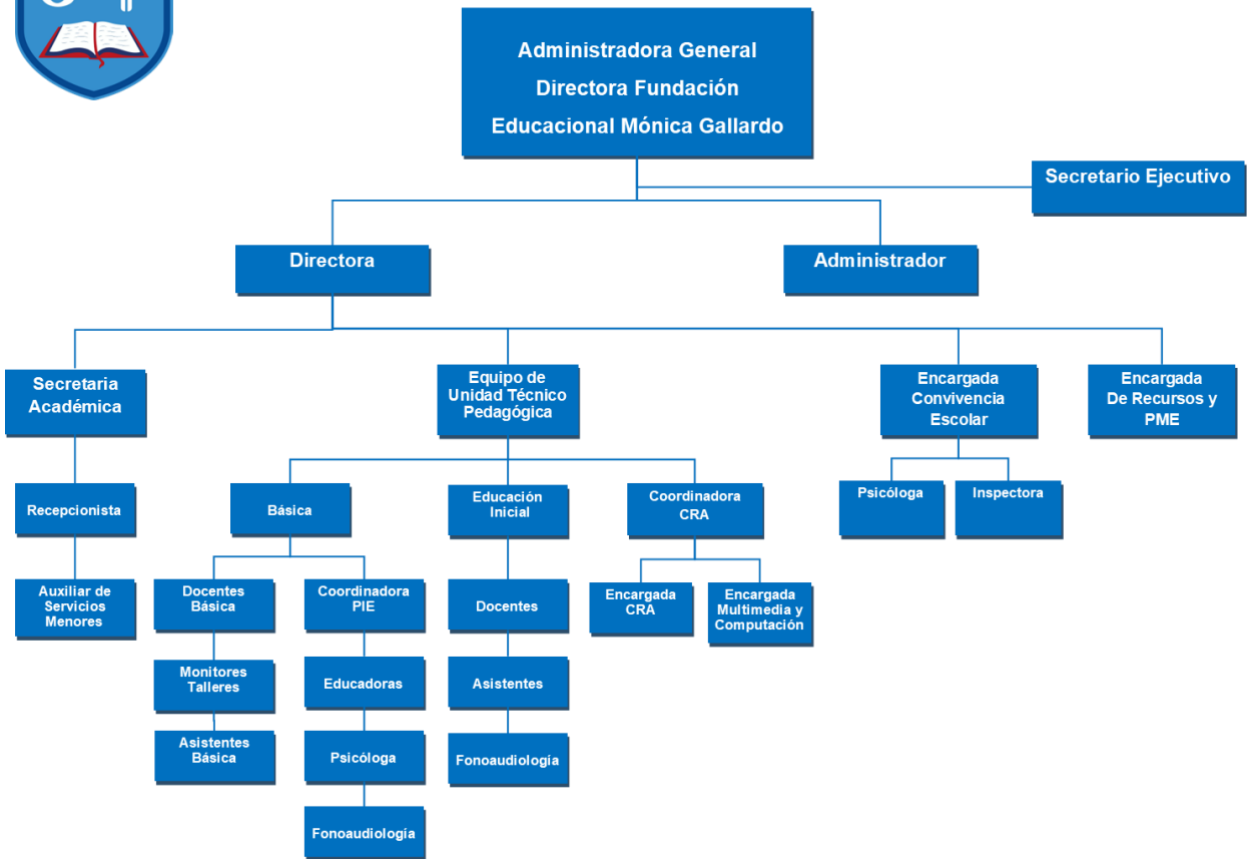 Administradora General
Directora Fundación
Educacional Mónica Gallardo
Secretario Ejecutivo
Directora
Administrador
Secretaria
Académica
Equipo de
Unidad Técnico
Pedagógica
Encargada
Convivencia
Escolar
Encargada
De Recursos y
PME
Recepcionista
Básica
Educación
Inicial
Coordinadora
CRA
Psicóloga
Inspectora
Auxiliar de
Servicios
Menores
Docentes
Básica
Coordinadora
PIE
Docentes
Encargada
CRA
Encargada
Multimedia y
Computación
Monitores
Talleres
Educadoras
Asistentes
Asistentes
Básica
Psicóloga
Fonoaudiología
Fonoaudiología